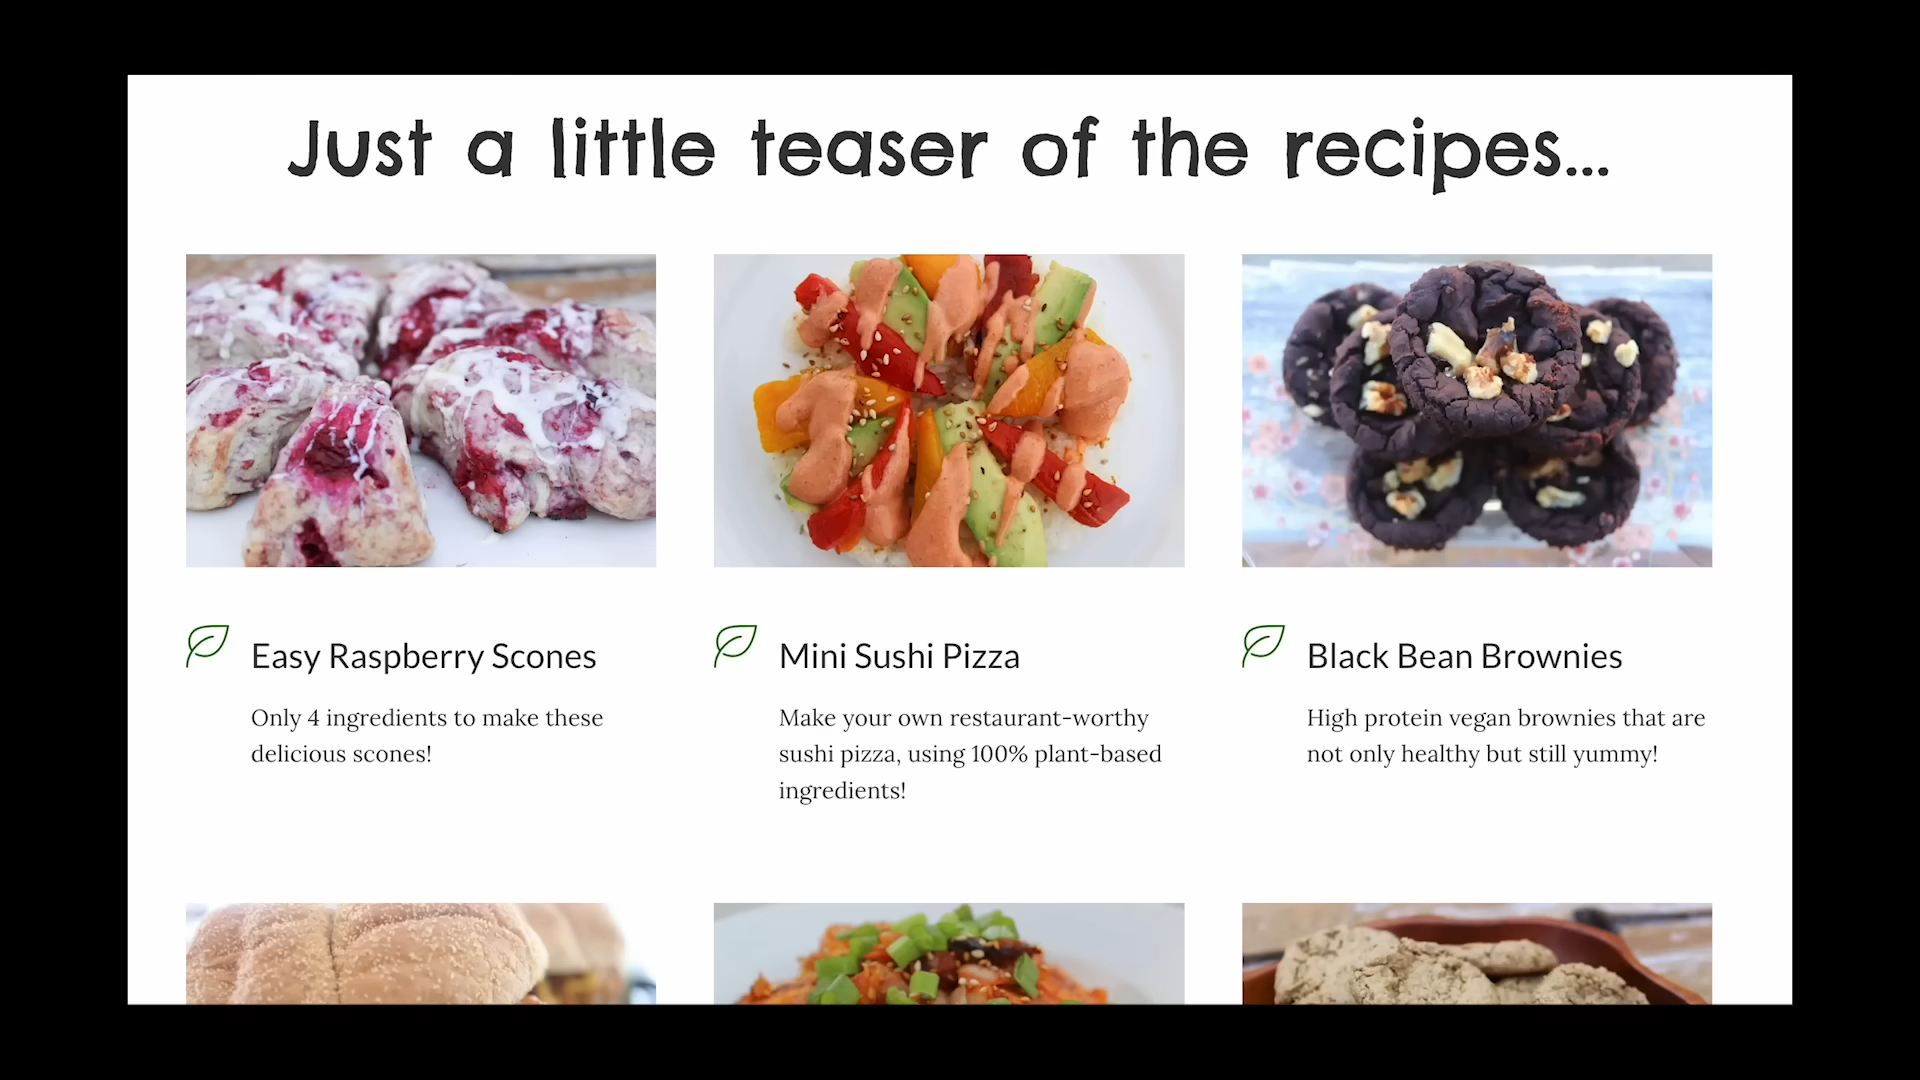 Just a little teaser of the recipes...
Easy Raspberry Scones
Only 4 ingredients to make these
delicious scones!
Mini Sushi Pizza
Make your own restaurant-worthy
sushi pizza, using 100% plant-based
ingredients!
Black Bean Brownies
High protein vegan brownies that are
not only healthy but still yummy!